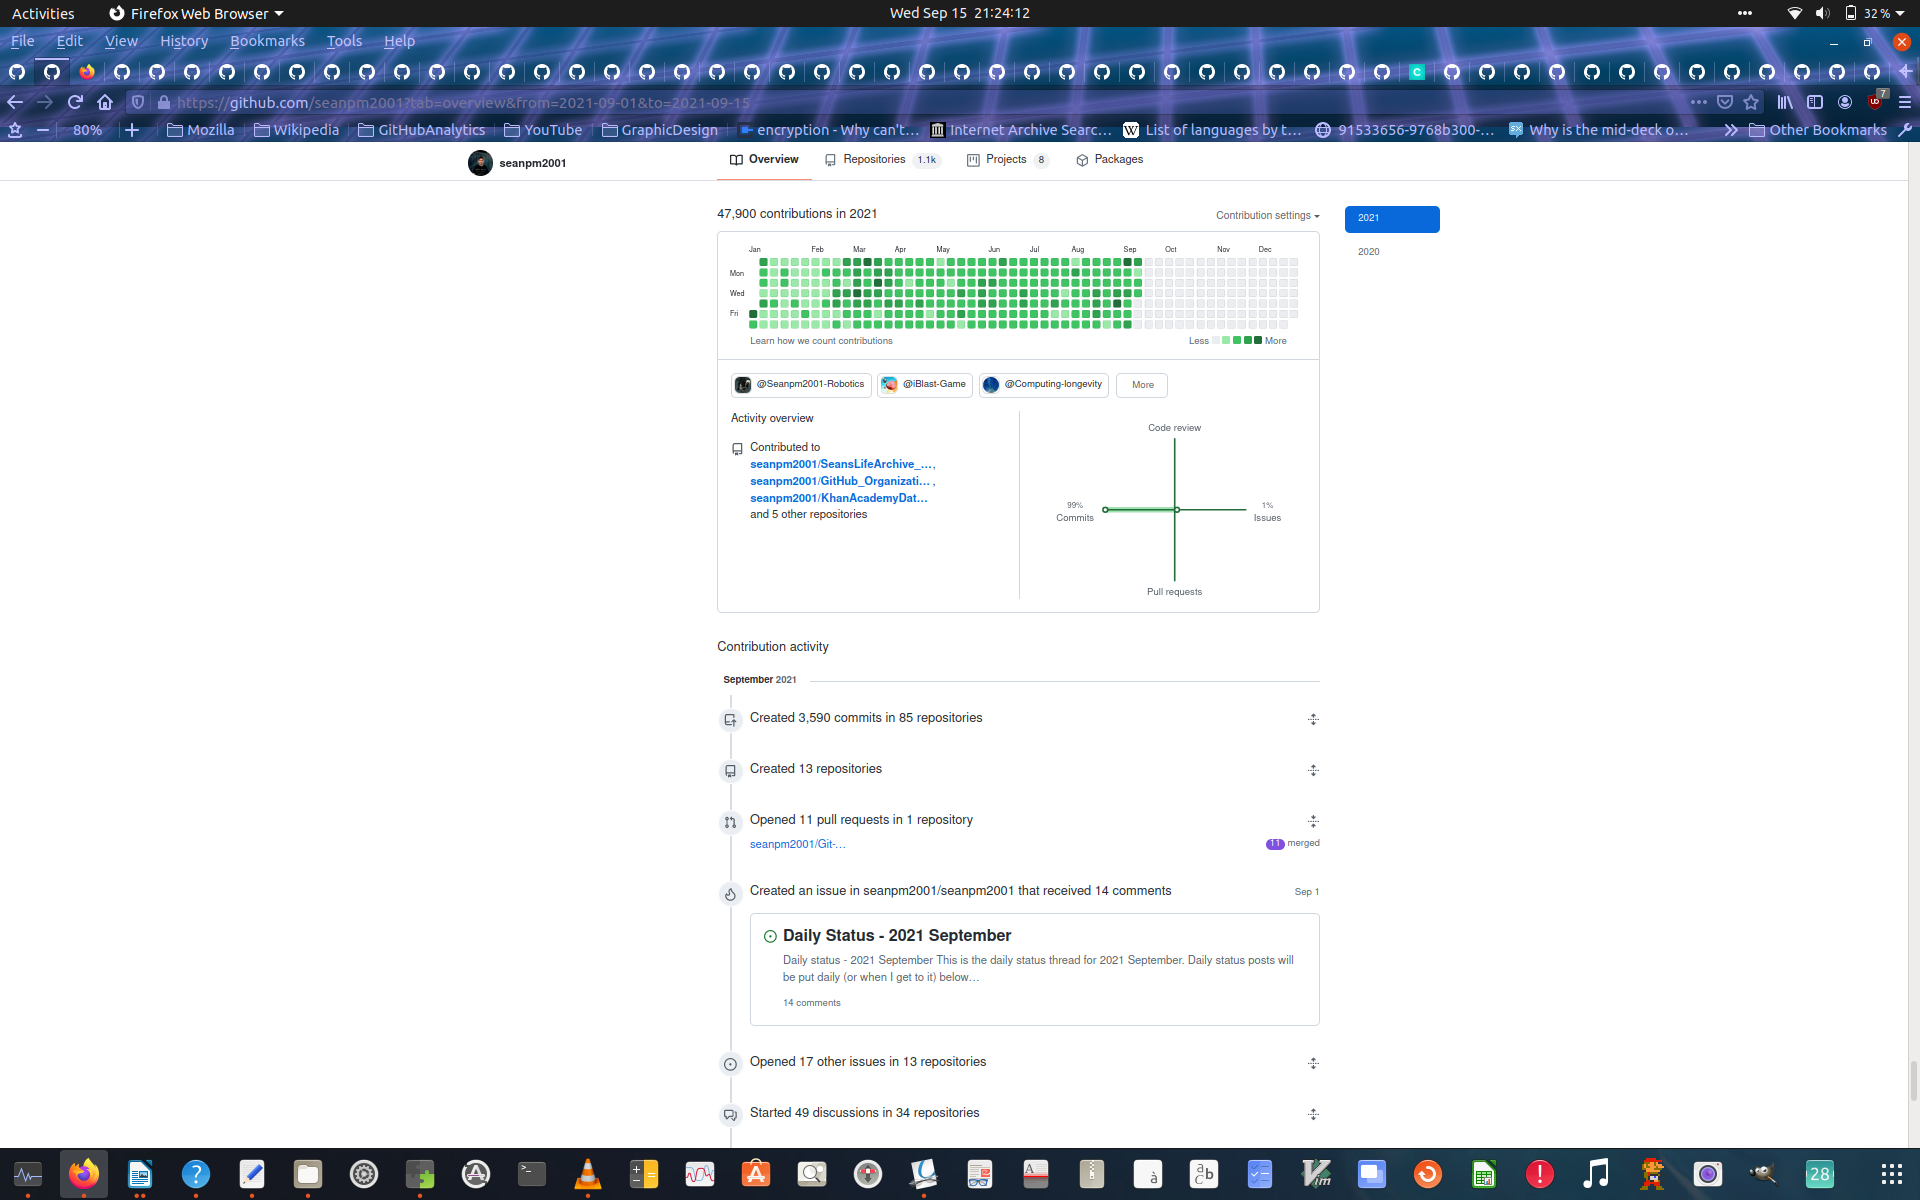 Activities
Firefox Web Browser
Wed Sep 15 21:24:12
32 %
File Edit View History Bookmarks Tools Help
https://github.com/seanpm2001?tab=overview&from=2021-09-01&to=2021-09-15
7
80%
Mozilla
Wikipedia
GitHubAnalytics
YouTube
GraphicDesign
encryption - Why can't…
Internet Archive Searc…
List of languages by t…
91533656-9768b300-…
Why is the mid-deck o…
Other Bookmarks
seanpm2001
Overview
Repositories 1.1k
Projects 8
Packages
47,900 contributions in 2021
Contribution settings
2021
2020
Jan Feb Mar Apr May Jun Jul Aug Sep Oct Nov Dec
Mon
Wed
Fri
Learn how we count contributions
Less More
@Seanpm2001-Robotics
@iBlast-Game
@Computing-longevity
More
Activity overview
Contributed to
seanpm2001/SeansLifeArchive_…,
seanpm2001/GitHub_Organizati… ,
seanpm2001/KhanAcademyDat…
and 5 other repositories
Code review
99%
Commits
1%
Issues
Pull requests
Contribution activity
September 2021
Created 3,590 commits in 85 repositories
Created 13 repositories
Opened 11 pull requests in 1 repository
seanpm2001/Git-…
11 merged
Created an issue in seanpm2001/seanpm2001 that received 14 comments
Sep 1
Daily Status - 2021 September
Daily status - 2021 September This is the daily status thread for 2021 September. Daily status posts will
be put daily (or when I get to it) below…
14 comments
Opened 17 other issues in 13 repositories
Started 49 discussions in 34 repositories
28